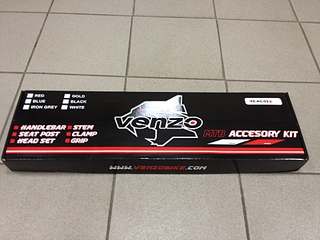 RED GOLD
BLUE BLACK
IRON GREY WHITE
venzo
HANDLEBAR STEM
SEAT POST CLAMP
HEAD SET GRIP
MTB ACCESORY KIT
WWW.VENZOBIKE.COM